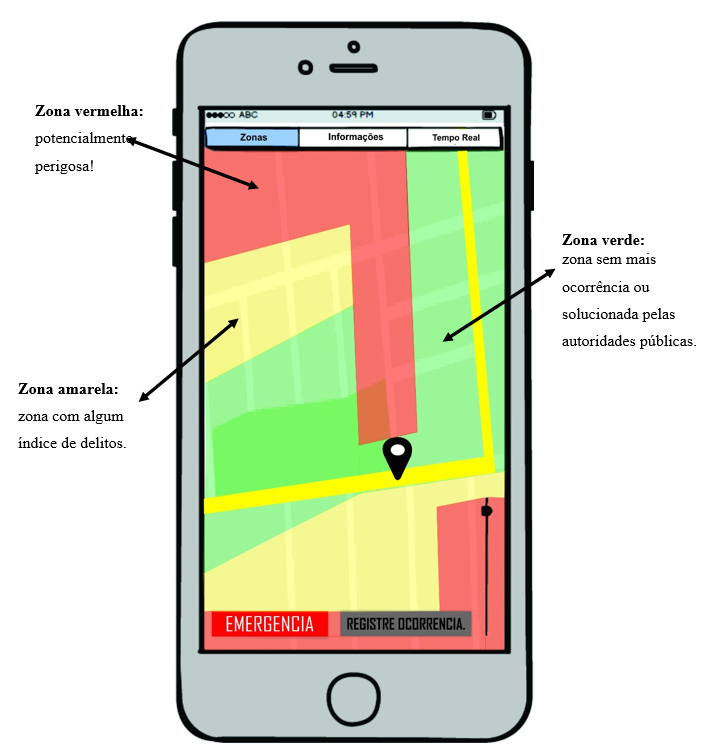 ABC
04:59 PM
Zonas
Informações
Tempo Real
Zona vermelha:
potencialmente
perigosa!
Zona verde:
zona sem mais
ocorrência ou
solucionada pelas
autoridades públicas.
Zona amarela:
zona com algum
índice de delitos.
EMERGENCIA
REGISTRE OCORRENCIA.